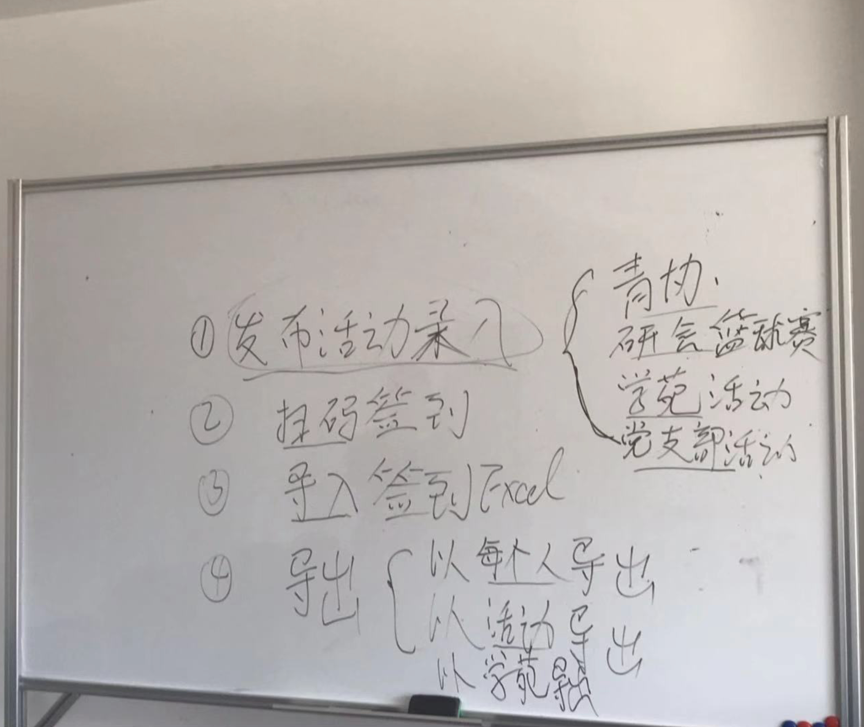 ①发布活动录入
青协、
研会篮球赛
学苑活动
党支部活动
②扫码签到
③导入签到Excel
④导出
以每个人导出
以活动导出
以学苑导出